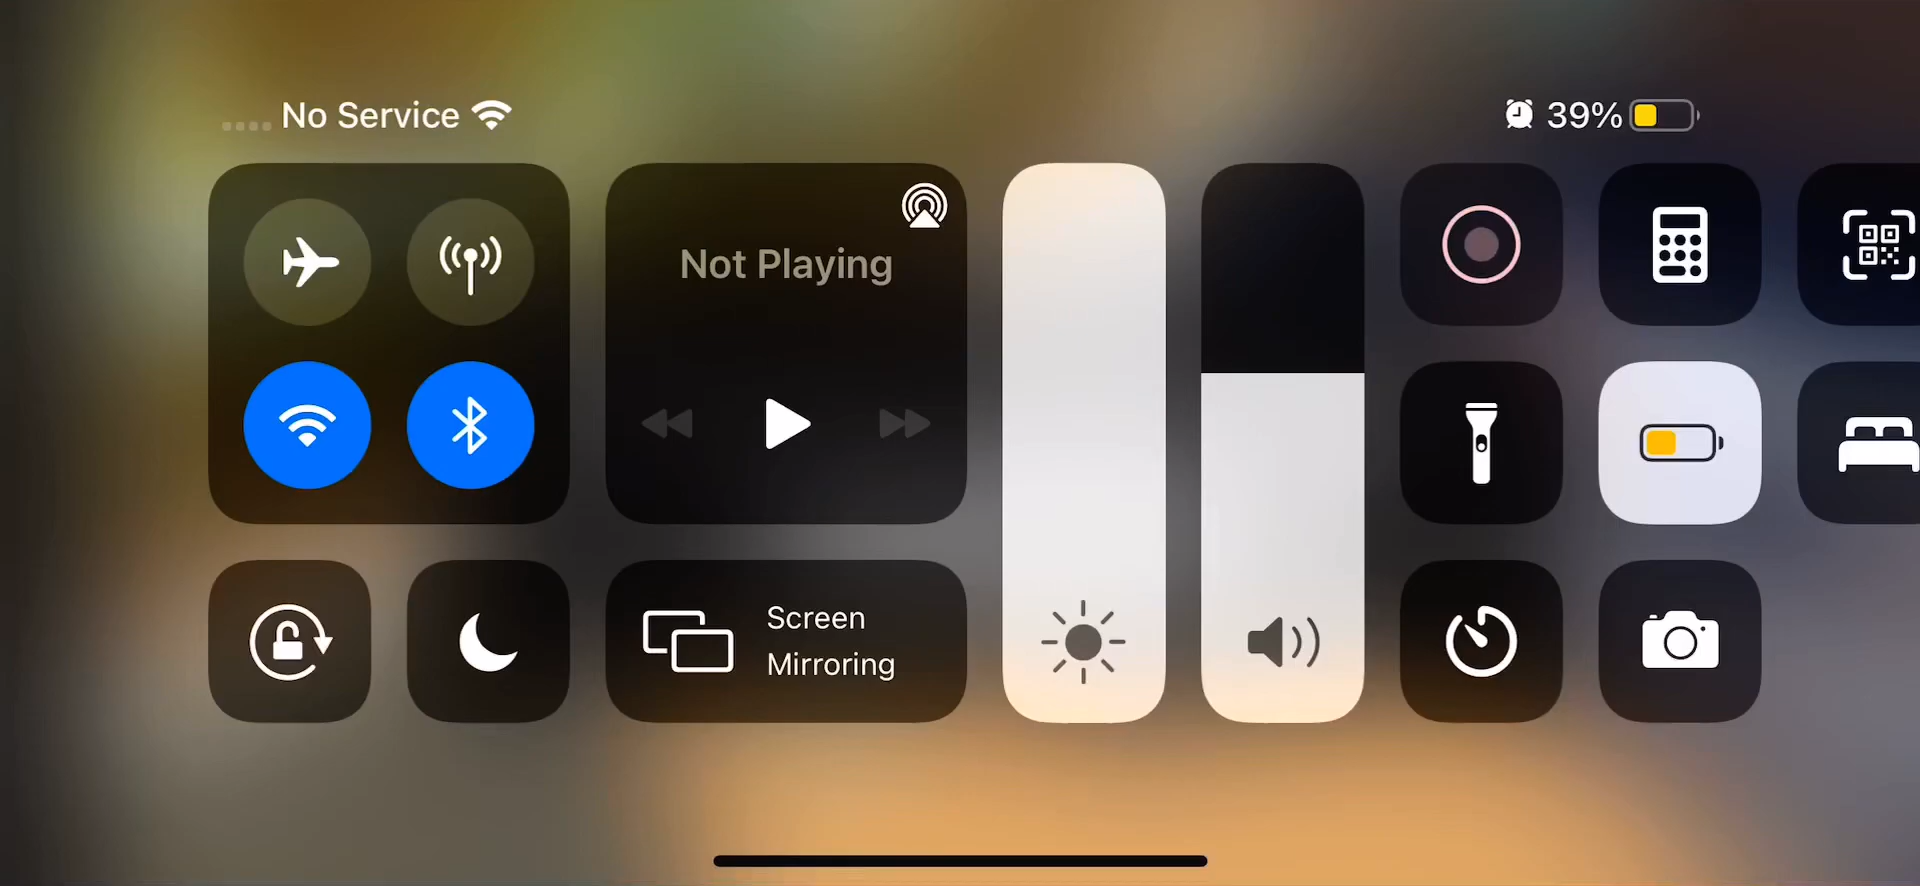 No Service
39%
Not Playing
Screen
Mirroring